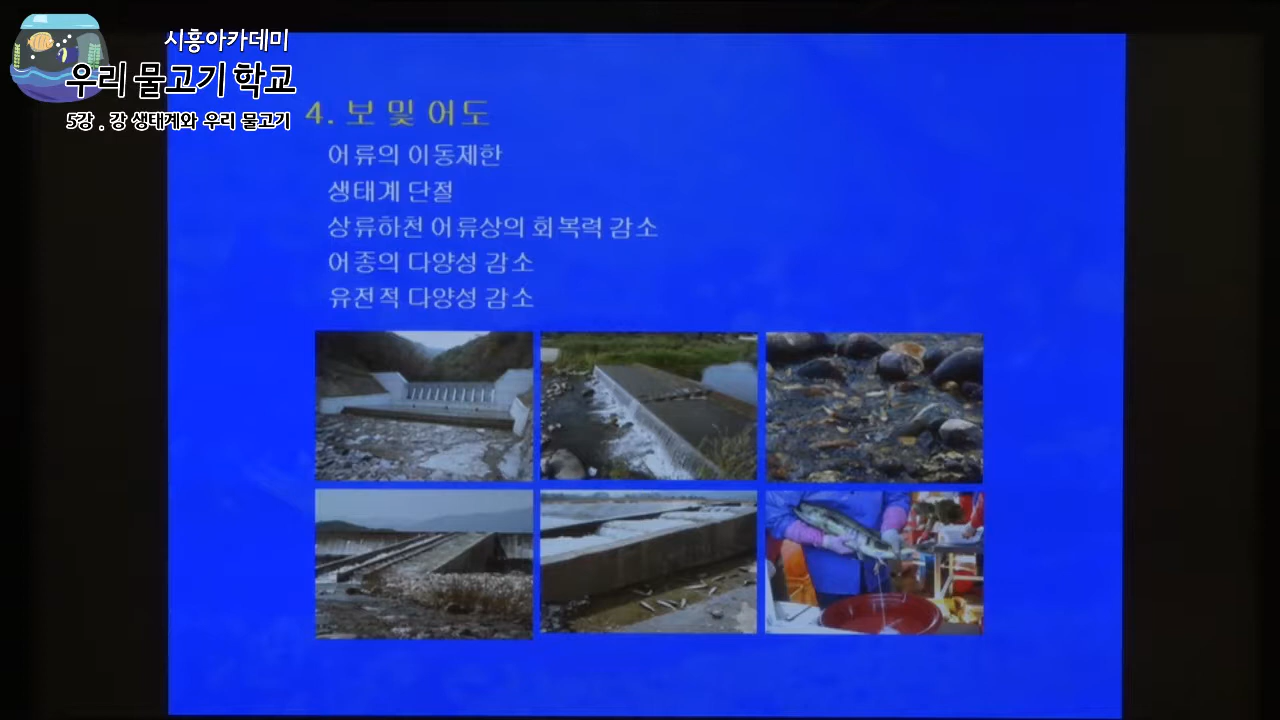 시흥아카데미
우리 물고기 학교
5강 . 강 생태계와 우리 물고기
4. 보 및 어도
어류의 이동제한
생태계 단절
상류하천 어류상의 회복력 감소
어종의 다양성 감소
유전적 다양성 감소